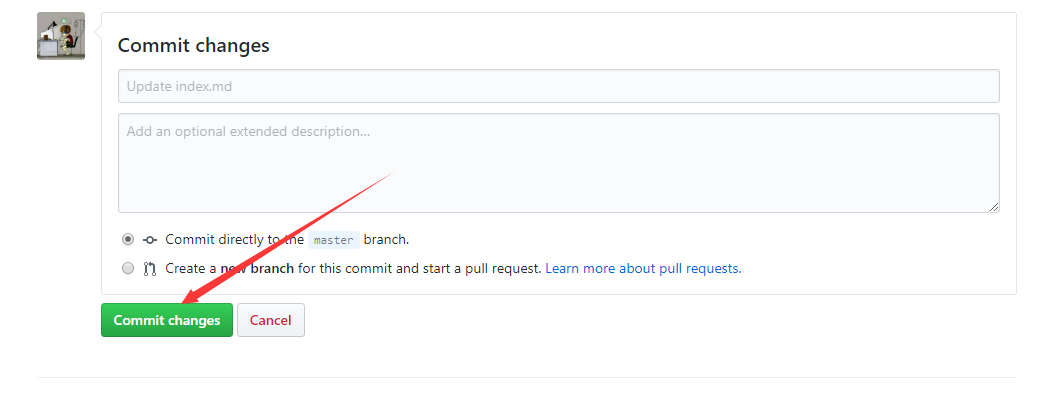 Commit changes
Update index.md
Add an optional extended description...
Commit directly to the master branch.
Create a new branch for this commit and start a pull request. Learn more about pull requests.
Commit changes Cancel